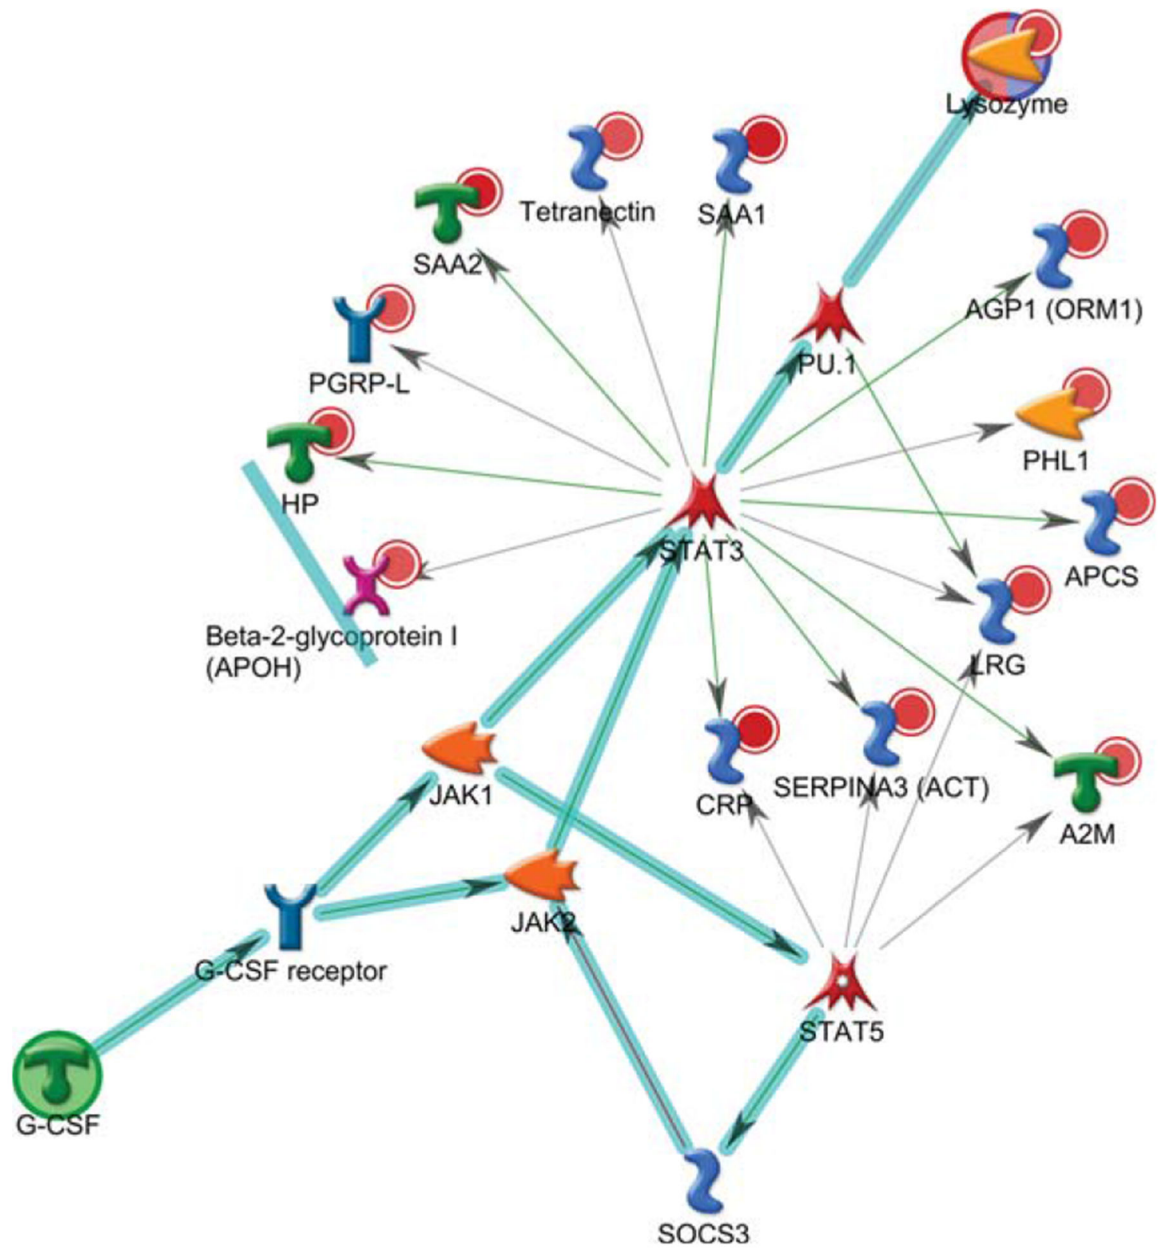 Lysozyme
Tetranectin
SAA1
SAA2
AGP1 (ORM1)
PU.1
PGRP-L
PHL1
HP
STAT3
APCS
Beta-2-glycoprotein I
(APOH)
LRG
JAK1
CRP
SERPINA3 (ACT)
A2M
JAK2
G-CSF receptor
STAT5
G-CSF
SOCS3